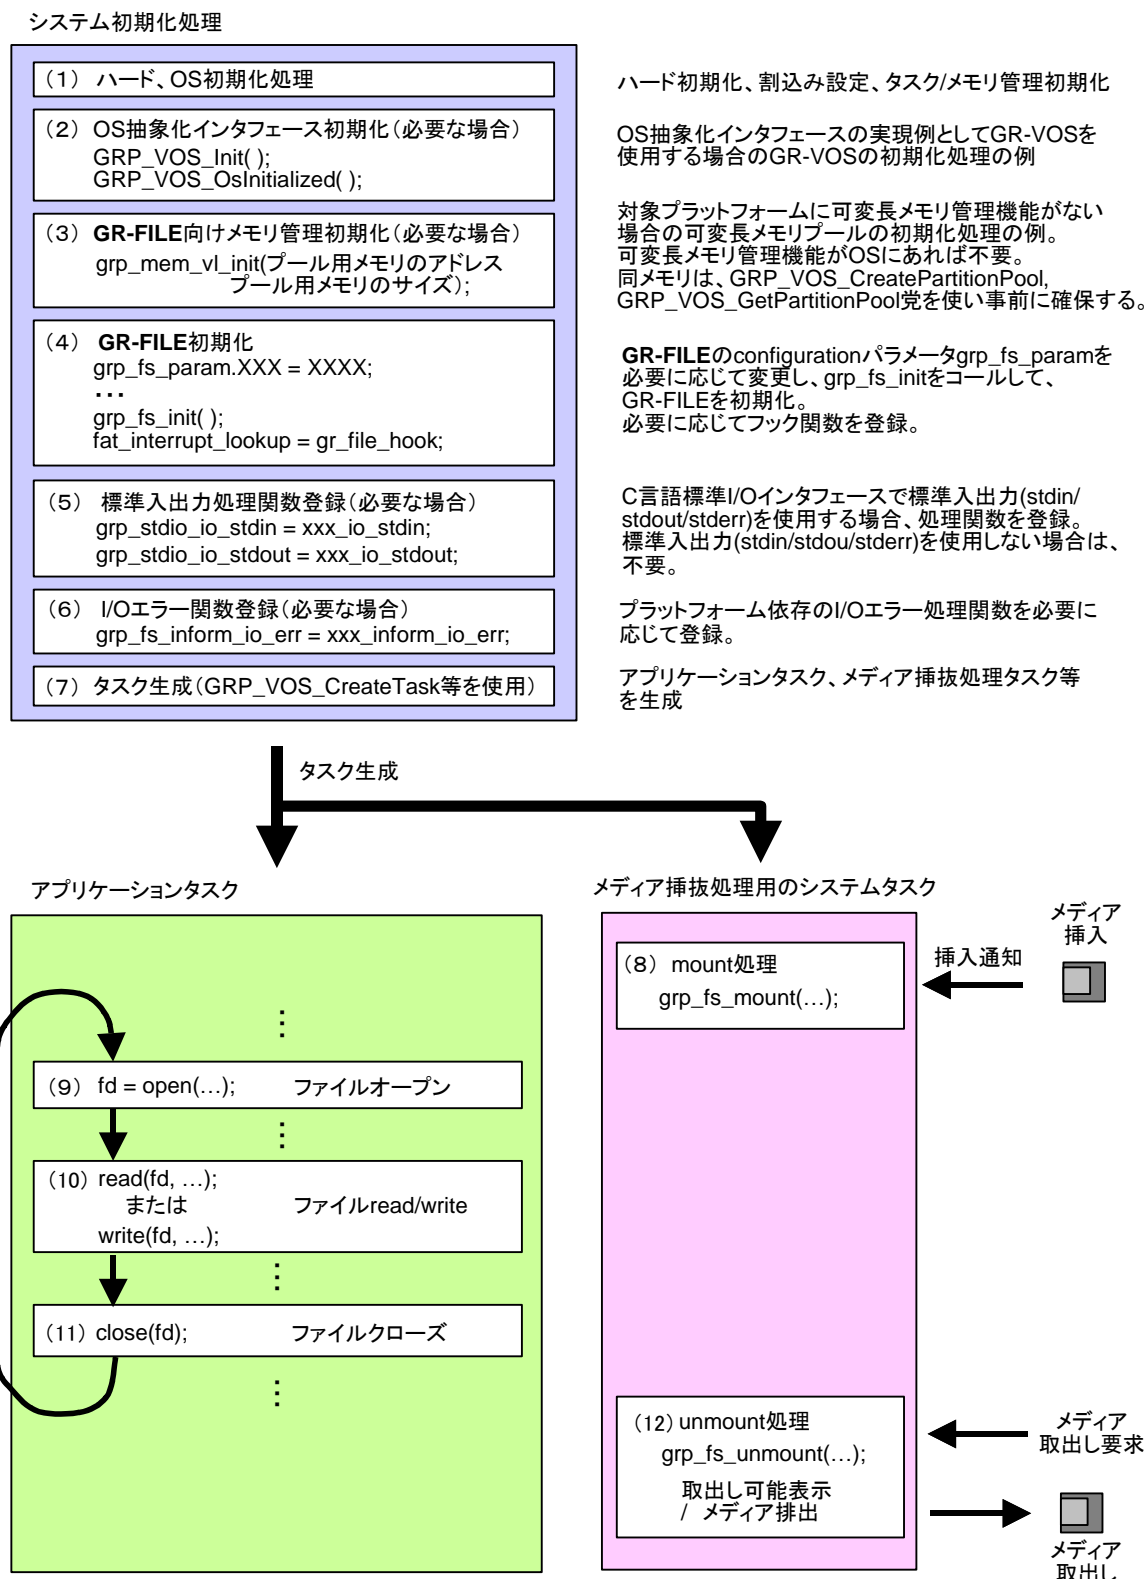 システム初期化処理
(1) ハード、OS初期化処理
ハード初期化、割込み設定、タスク/メモリ管理初期化
(2) OS抽象化インタフェース初期化(必要な場合)
GRP_VOS_Init( );
GRP_VOS_OsInitialized( );
OS抽象化インタフェースの実現例としてGR-VOSを
使用する場合のGR-VOSの初期化処理の例
(3) GR-FILE向けメモリ管理初期化(必要な場合)
grp_mem_vl_init(プール用メモリのアドレス
プール用メモリのサイズ);
対象プラットフォームに可変長メモリ管理機能がない
場合の可変長メモリプールの初期化処理の例。
可変長メモリ管理機能がOSにあれば不要。
同メモリは、GRP_VOS_CreatePartitionPool,
GRP_VOS_GetPartitionPool党を使い事前に確保する。
(4) GR-FILE初期化
grp_fs_param.XXX = XXXX;
・・・
grp_fs_init( );
fat_interrupt_lookup = gr_file_hook;
GR-FILEのconfigurationパラメータgrp_fs_paramを
必要に応じて変更し、grp_fs_initをコールして、
GR-FILEを初期化。
必要に応じてフック関数を登録。
(5) 標準入出力処理関数登録(必要な場合)
grp_stdio_io_stdin = xxx_io_stdin;
grp_stdio_io_stdout = xxx_io_stdout;
C言語標準I/Oインタフェースで標準入出力(stdin/
stdout/stderr)を使用する場合、処理関数を登録。
標準入出力(stdin/stdou/stderr)を使用しない場合は、
不要。
(6) I/Oエラー関数登録(必要な場合)
grp_fs_inform_io_err = xxx_inform_io_err;
プラットフォーム依存のI/Oエラー処理関数を必要に
応じて登録。
(7) タスク生成(GRP_VOS_CreateTask等を使用)
アプリケーションタスク、メディア挿抜処理タスク等
を生成
タスク生成
アプリケーションタスク
…
(9) fd = open(…); ファイルオープン
…
(10) read(fd, …);
または ファイルread/write
write(fd, …);
…
(11) close(fd); ファイルクローズ
…
メディア挿抜処理用のシステムタスク
(8) mount処理
grp_fs_mount(…);
挿入通知
メディア
挿入
(12) unmount処理
grp_fs_unmount(…);
取出し可能表示
/ メディア排出
メディア
取出し要求
メディア
取出し